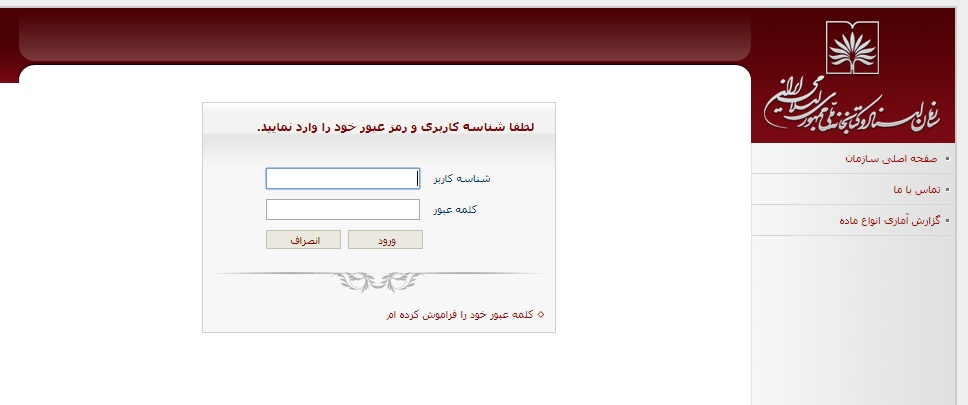 سازمان اسناد و کتابخانه ملی جمهوری اسلامی ایران
صفحه اصلی سازمان
تماس با ما
گزارش آماری انواع ماده
لطفا شناسه کاربری و رمز عبور خود را وارد نمایید.
شناسه کاربر
کلمه عبور
ورود
انصراف
کلمه عبور خود را فراموش کرده ام